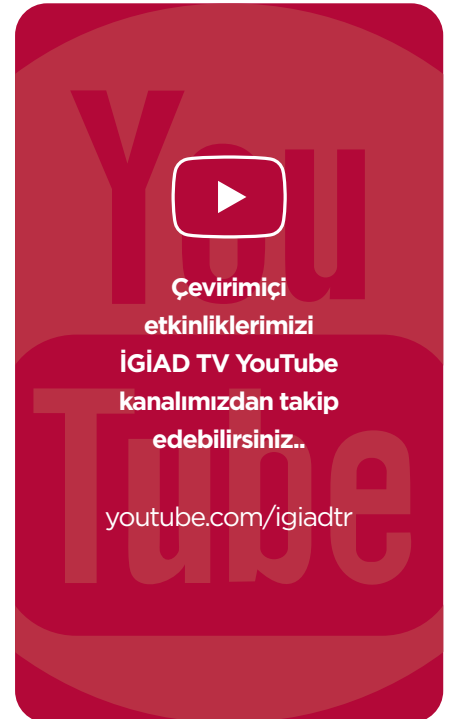 You
Çevirimiçi
etkinliklerimizi
İGİAD TV YouTube
kanalımızdan takip
edebilirsiniz..
youtube.com/igiadtr
Tube